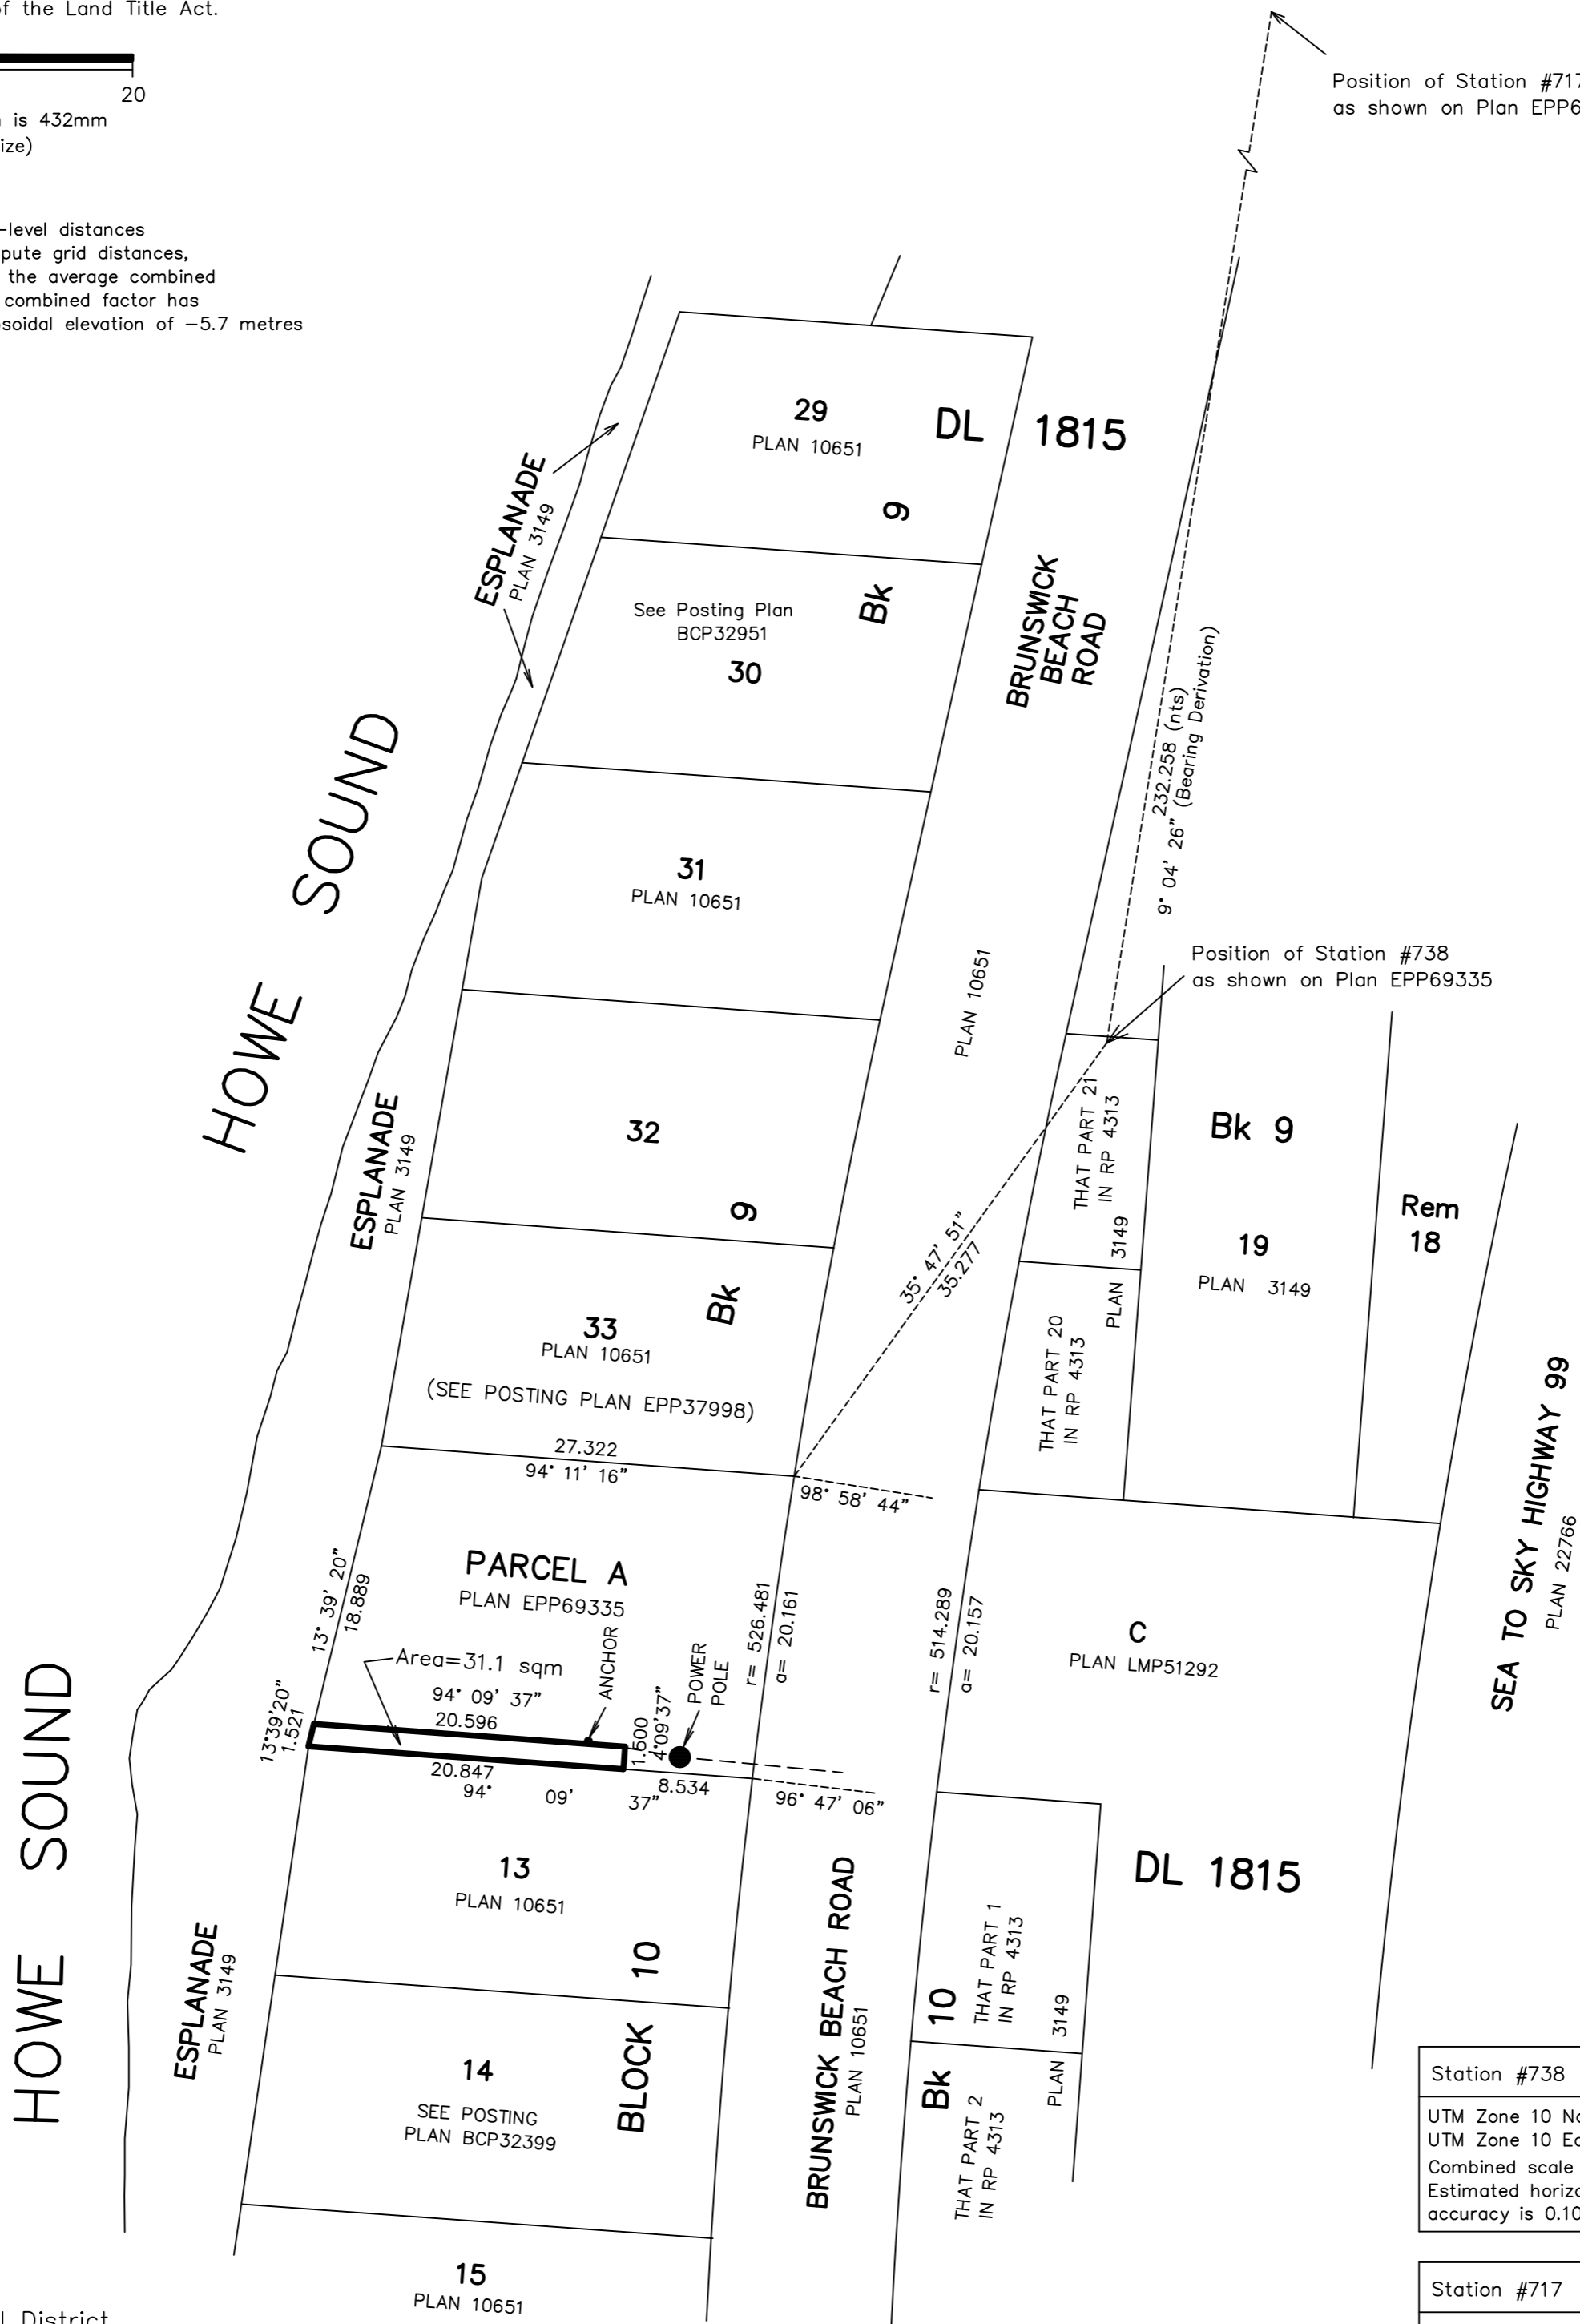 of the Land Title Act.
20
is 432mm
-level distances
grid distances,
the average combined
combined factor has
elevation of -5.7 metres
Position of Station #717
as shown on Plan
29
PLAN 10651
DL 1815
9
Bk
ESPLANADE
PLAN 3149
See Posting Plan
BCP32951
30
BRUNSWICK
BEACH
ROAD
HOWE SOUND
232.258 (nts)
9° 04' 26" (Bearing Derivation)
31
PLAN 10651
PLAN 10651
Position of Station #738
as shown on Plan EPP69335
32
9
Bk
ESPLANADE
PLAN 3149
THAT PART 21
IN RP 4313
Bk 9
19
PLAN 3149
Rem
18
PLAN 3149
THAT PART 20
IN RP 4313
35° 47' 51"
35.277
33
PLAN 10651
(SEE POSTING PLAN EPP37998)
27.322
94° 11' 16"
98° 58' 44"
SEA TO SKY HIGHWAY 99
PLAN 22766
PARCEL A
PLAN EPP69335
13° 39' 20"
18.889
r= 526.481
a= 20.161
r= 514.289
a= 20.157
C
PLAN LMP51292
Area=31.1 sqm
ANCHOR
POWER
POLE
94° 09' 37"
20.596
13°39'20"
1.521
1.500
4°09'37"
20.847
94° 09' 37"
8.534
96° 47' 06"
HOWE SOUND
13
PLAN 10651
BLOCK 10
ESPLANADE
PLAN 3149
BRUNSWICK BEACH ROAD
PLAN 10651
DL 1815
Bk 10
THAT PART 1
IN RP 4313
PLAN 3149
THAT PART 2
IN RP 4313
14
SEE POSTING
PLAN BCP32399
15
PLAN 10651
District
Station #738
UTM Zone 10
UTM Zone 10
Combined scale
Estimated
accuracy is 0.10
Station #717